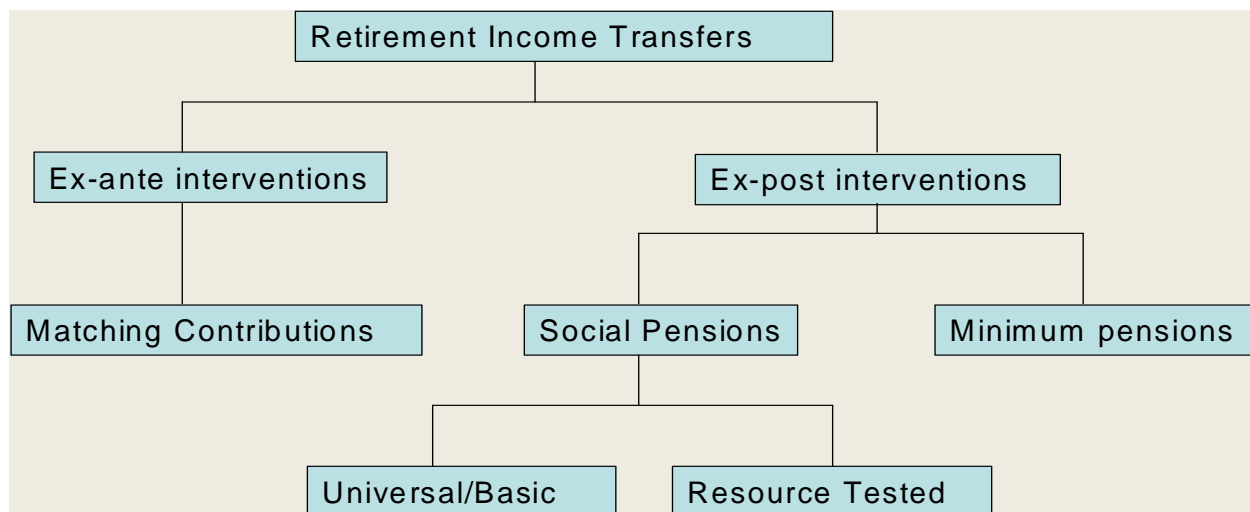 Retirement Income Transfers
Ex-ante interventions
Ex-post interventions
Matching Contributions
Social Pensions
Minimum pensions
Universal/Basic
Resource Tested